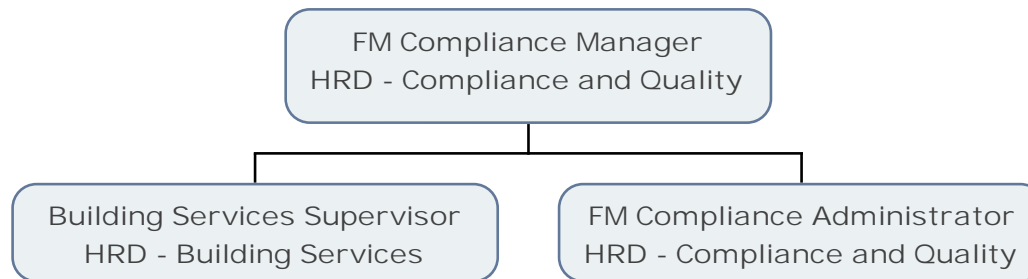 FM Compliance Manager
HRD - Compliance and Quality
Building Services Supervisor
HRD - Building Services
FM Compliance Administrator
HRD - Compliance and Quality